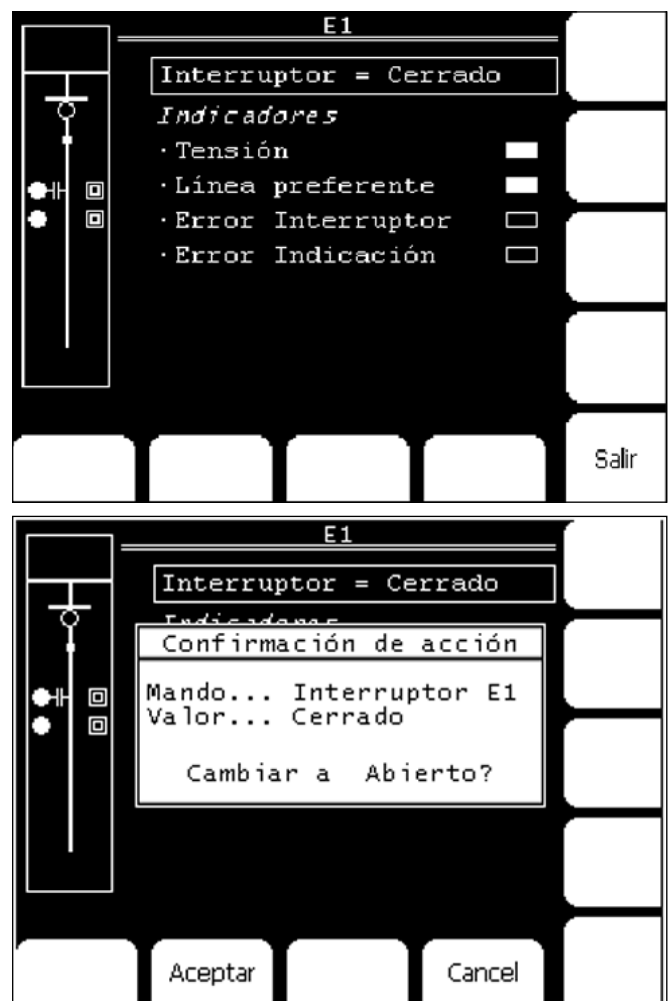 E1
Interruptor = Cerrado
Indicadores
·Tensión
·Línea preferente
·Error Interruptor
·Error Indicación
Salir
E1
Interruptor = Cerrado
Indicadores
Confirmación de acción
Mando... Interruptor E1
Valor... Cerrado
Cambiar a Abierto?
Aceptar
Cancel